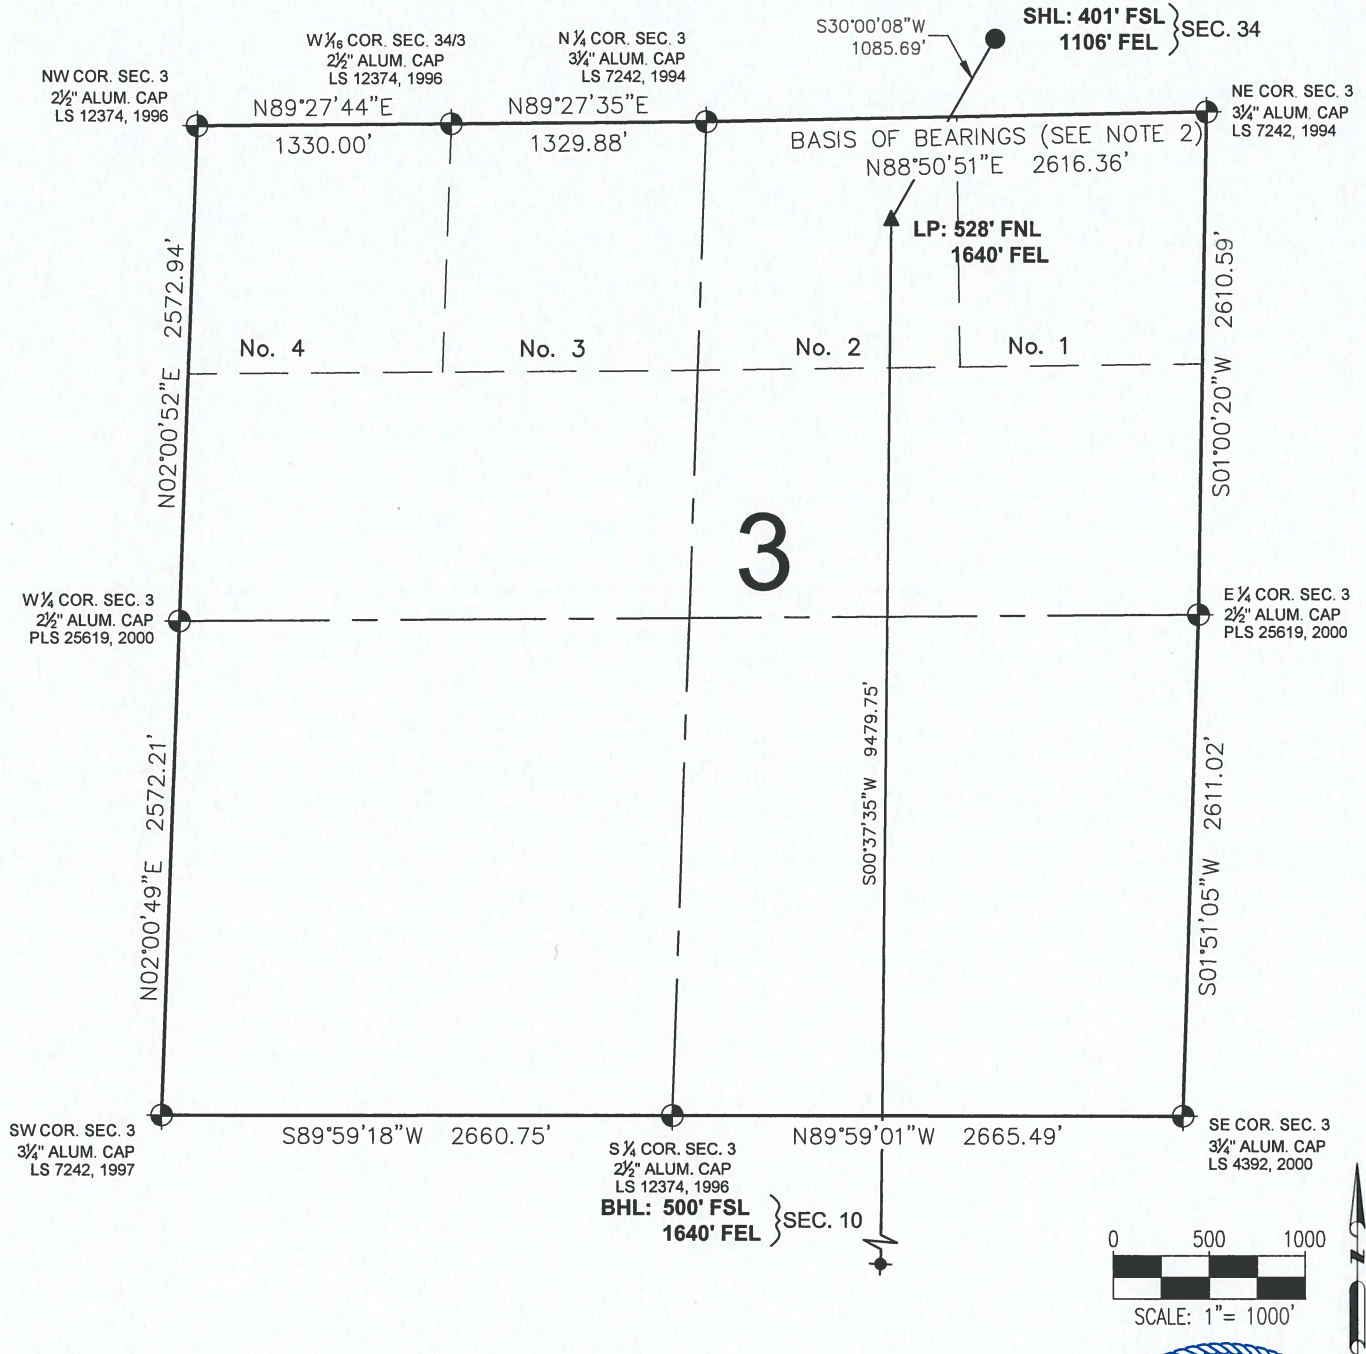 S30°00'08"W
1085.69'
SHL: 401' FSL
1106' FEL
SEC. 34
W 1/16 COR. SEC. 34/3
2½" ALUM. CAP
LS 12374, 1996
N ¼ COR. SEC. 3
3¼" ALUM. CAP
LS 7242, 1994
NW COR. SEC. 3
2½" ALUM. CAP
LS 12374, 1996
NE COR. SEC. 3
3¼" ALUM. CAP
LS 7242, 1994
N89°27'44"E
1330.00'
N89°27'35"E
1329.88'
BASIS OF BEARINGS (SEE NOTE 2)
N88°50'51"E 2616.36'
LP: 528' FNL
1640' FEL
N02°00'52"E 2572.94'
S01°00'20"W 2610.59'
No. 4
No. 3
No. 2
No. 1
3
W ¼ COR. SEC. 3
2½" ALUM. CAP
PLS 25619, 2000
E ¼ COR. SEC. 3
2½" ALUM. CAP
PLS 25619, 2000
N02°00'49"E 2572.21'
S00°37'35"W 9479.75'
S01°51'05"W 2611.02'
SW COR. SEC. 3
3¼" ALUM. CAP
LS 7242, 1997
S89°59'18"W 2660.75'
N89°59'01"W 2665.49'
S ¼ COR. SEC. 3
2½" ALUM. CAP
LS 12374, 1996
SE COR. SEC. 3
3¼" ALUM. CAP
LS 4392, 2000
BHL: 500' FSL
1640' FEL
SEC. 10
0 500 1000
SCALE: 1"= 1000'
N